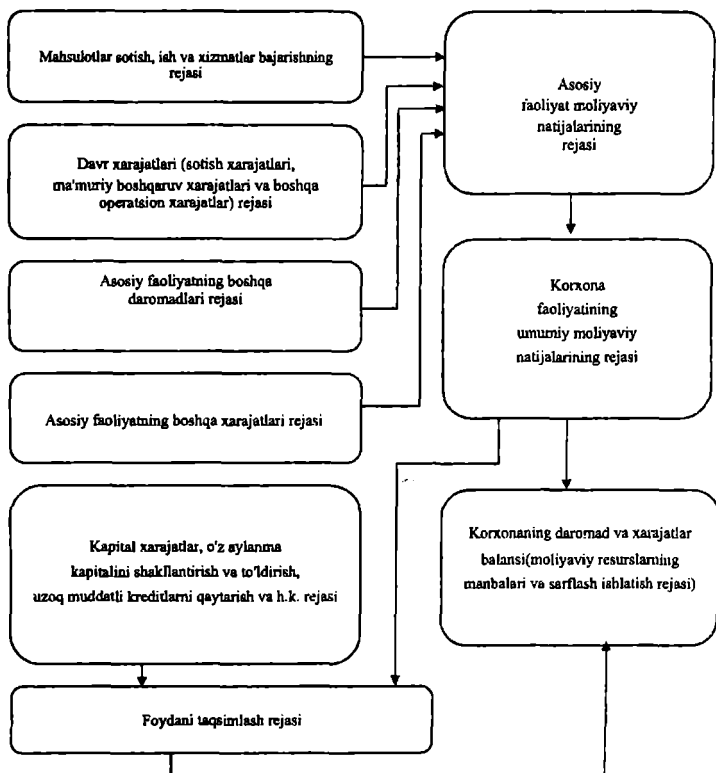 Mahsulotlar sotish, ish va xizmatlar bajarishning
rejasi
Davr xarajatlari (sotish xarajatlari,
ma'muriy boshqaruv xarajatlari va boshqa
operatsion xarajatlar) rejasi
Asosiy faoliyatning boshqa
daromadlari rejasi
Asosiy faoliyatning boshqa xarajatlari rejasi
Kapital xarajatlar, o'z aylanma
kapitalini shakllantirish va to'ldirish,
uzoq muddatli kreditlarni qaytarish va h.k. rejasi
Foydani taqsimlash rejasi
Asosiy
faoliyat moliyaviy
natijalarining
rejasi
Korxona
faoliyatining
umumiy moliyaviy
natijalarining rejasi
Korxonaning daromad va xarajatlar
balansi(moliyaviy resurslarning
manbalari va sarflash ishlatish rejasi)